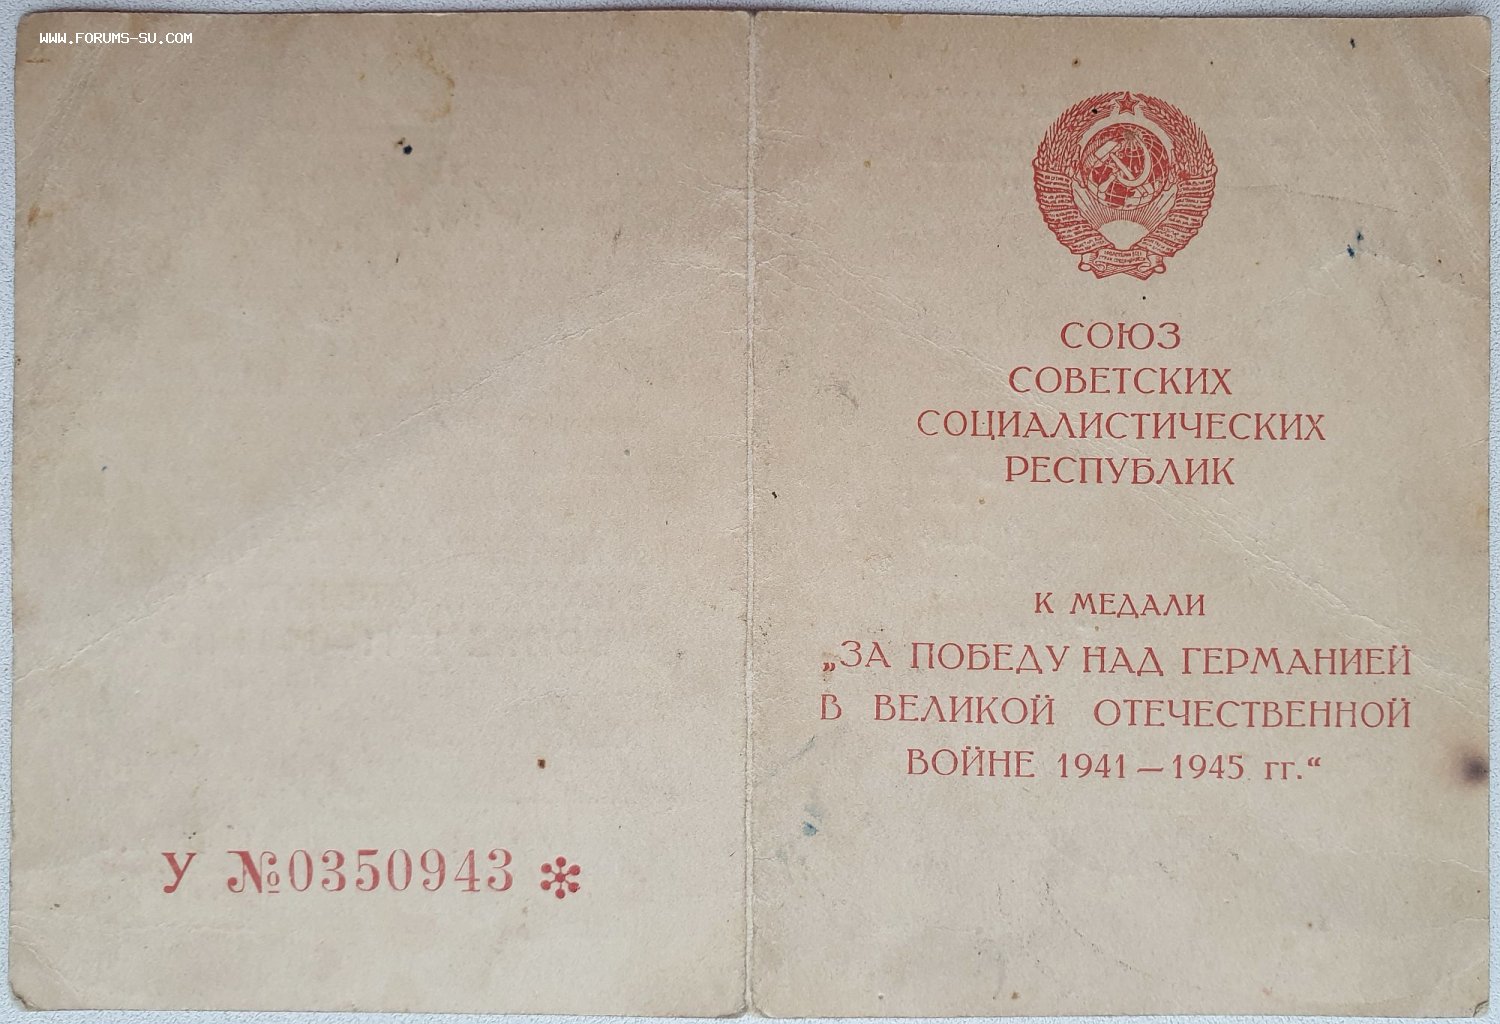 WWW.FORUMS-SU.COM
СОЮЗ
СОВЕТСКИХ
СОЦИАЛИСТИЧЕСКИХ
РЕСПУБЛИК
К МЕДАЛИ
„ЗА ПОБЕДУ НАД ГЕРМАНИЕЙ
В ВЕЛИКОЙ ОТЕЧЕСТВЕННОЙ
ВОЙНЕ 1941—1945 гг.“
У №0350943